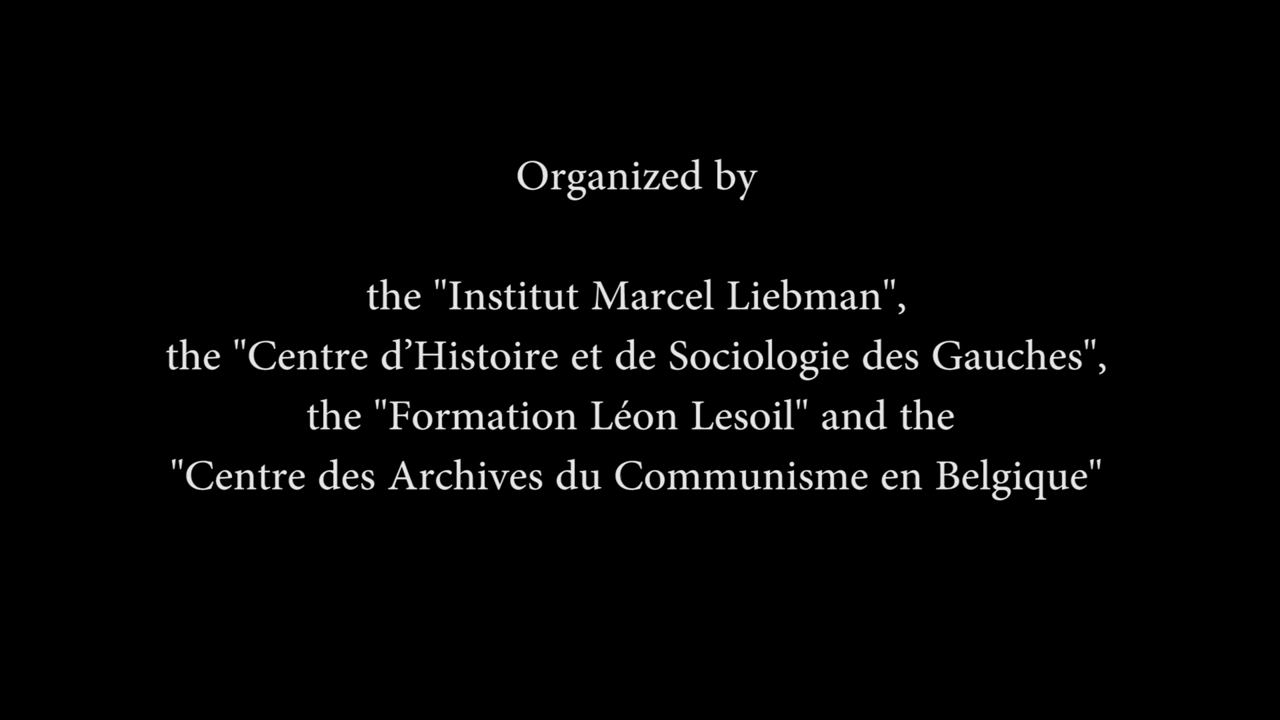 Organized by
the "Institut Marcel Liebman",
the "Centre d’Histoire et de Sociologie des Gauches",
the "Formation Léon Lesoil" and the
"Centre des Archives du Communisme en Belgique"